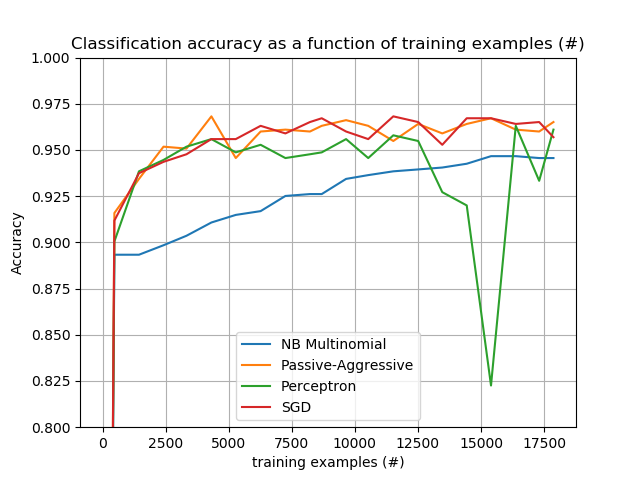 Classification accuracy as a function of training examples (#)
1.000
0.975
0.950
0.925
0.900
0.875
0.850
0.825
0.800
Accuracy
NB Multinomial
Passive-Aggressive
Perceptron
SGD
0 2500 5000 7500 10000 12500 15000 17500
training examples (#)